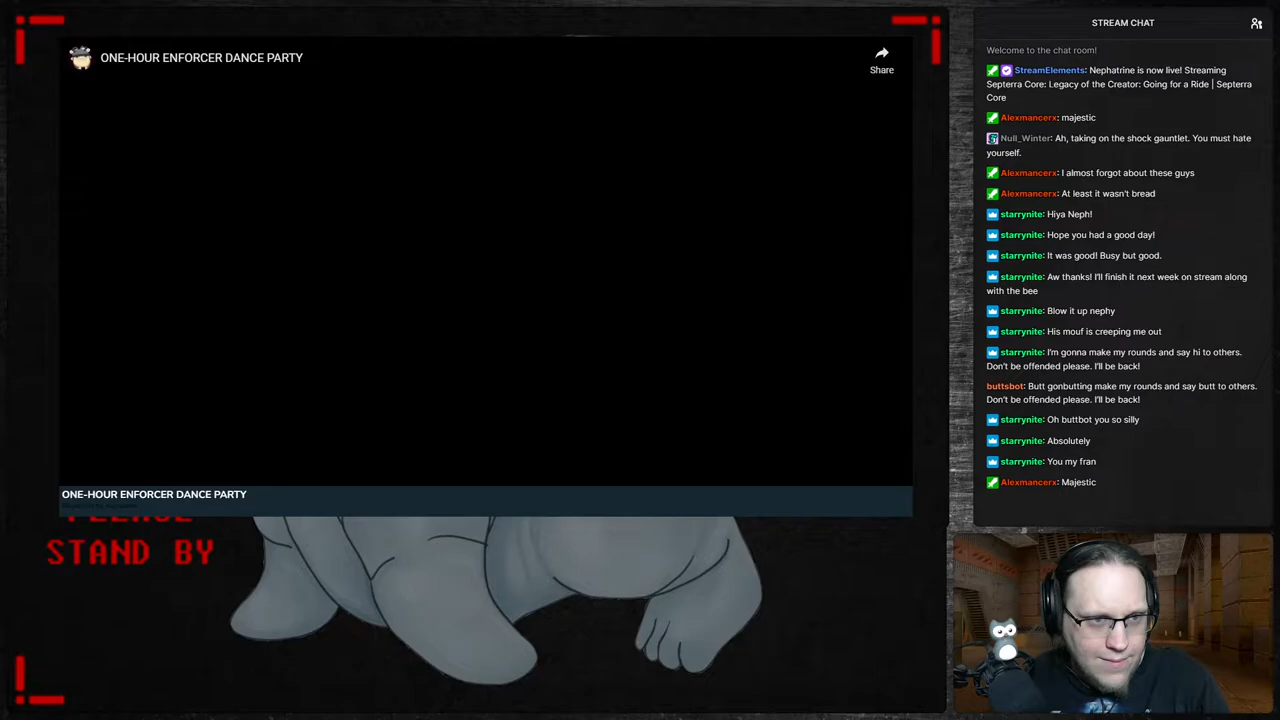 ONE-HOUR ENFORCER DANCE PARTY
Share
ONE-HOUR ENFORCER DANCE PARTY
STAND BY
STREAM CHAT
Welcome to the chat room!
StreamElements: Nephatrine is now live! Streaming
Septerra Core: Legacy of the Creator: Going for a Ride | Septerra
Core
Alexmancerx: majestic
Null_Winter: Ah, taking on the shock gauntlet. You must hate
yourself.
Alexmancerx: I almost forgot about these guys
Alexmancerx: At least it wasn't bread
starrynite: Hiya Neph!
starrynite: Hope you had a good day!
starrynite: It was good! Busy but good.
starrynite: Aw thanks! I'll finish it next week on stream along
with the bee
starrynite: Blow it up nephy
starrynite: His mouf is creeping me out
starrynite: I'm gonna make my rounds and say hi to others.
Don't be offended please. I'll be back!
buttsbot: Butt gonbutting make my rounds and say butt to others.
Don't be offended please. I'll be back!
starrynite: Oh buttbot you so silly
starrynite: Absolutely
starrynite: You my fran
Alexmancerx: Majestic